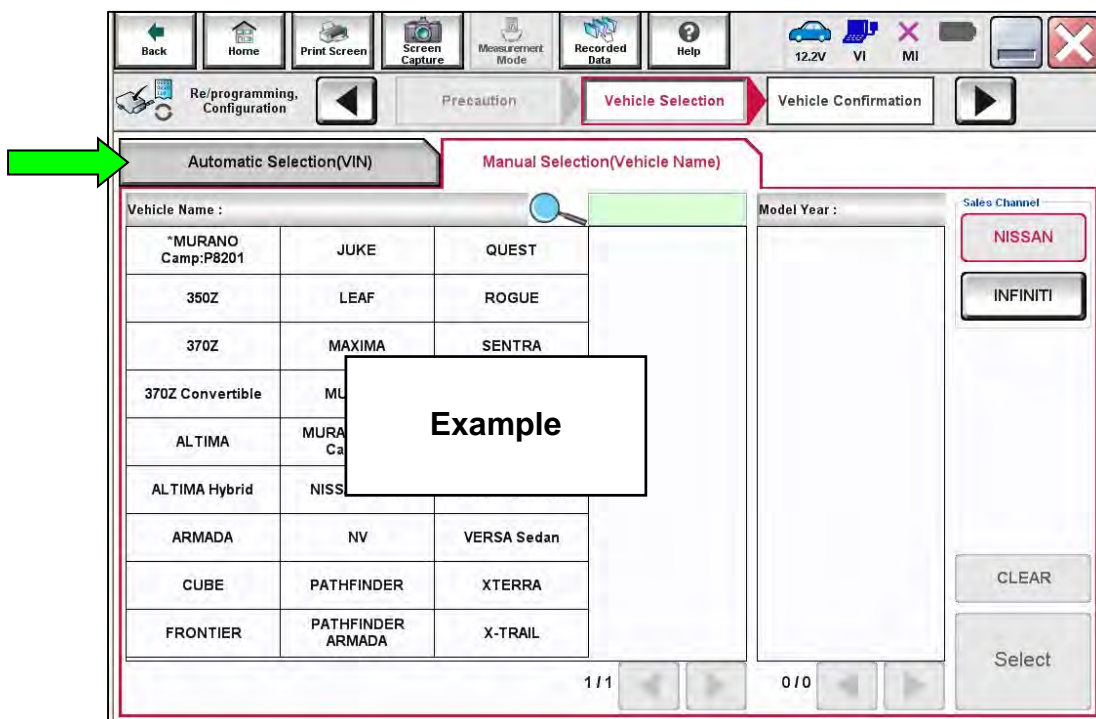 Back
Home
Print Screen
Screen
Capture
Measurement
Mode
Recorded
Data
Help
12.2V
VI
MI
Re/programming,
Configuration
Precaution
Vehicle Selection
Vehicle Confirmation
Automatic Selection(VIN)
Manual Selection(Vehicle Name)
Vehicle Name :
Model Year :
Sales Channel
*MURANO
Camp:P8201
JUKE
QUEST
NISSAN
350Z
LEAF
ROGUE
INFINITI
370Z
MAXIMA
SENTRA
370Z Convertible
Example
ALTIMA
ALTIMA Hybrid
ARMADA
NV
VERSA Sedan
CUBE
PATHFINDER
XTERRA
CLEAR
FRONTIER
PATHFINDER
ARMADA
X-TRAIL
Select
1/1
0/0